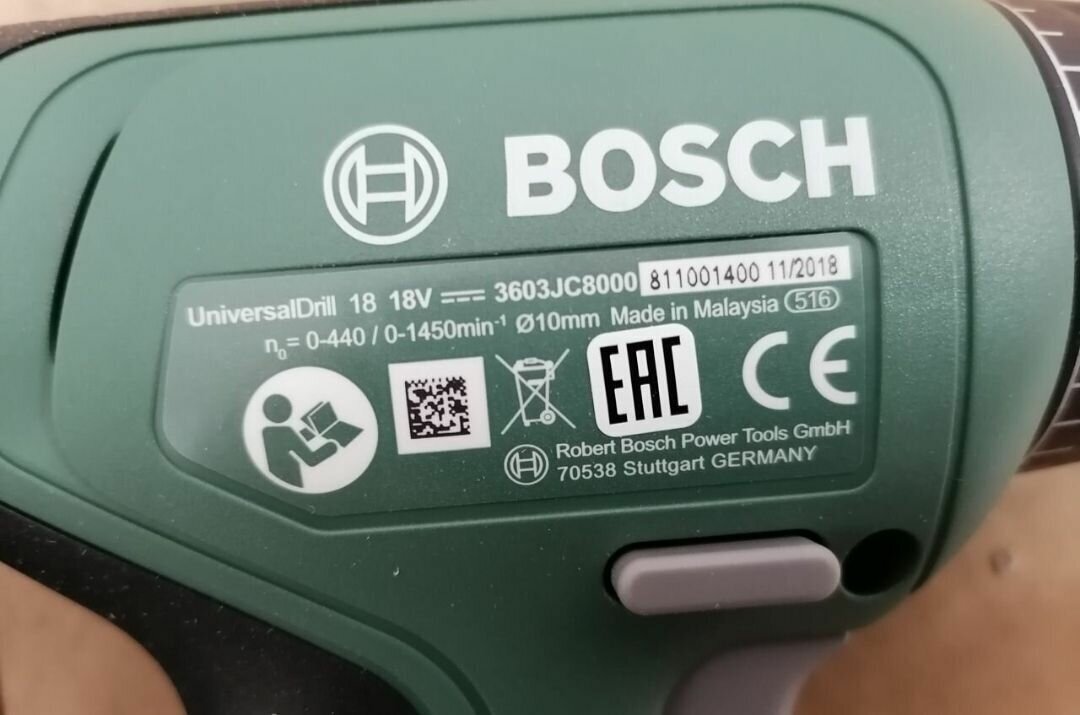 BOSCH
UniversalDrill 18 18V 3603JC8000 811001400 11/2018
n₀= 0-440 / 0-1450min⁻¹ Ø10mm Made in Malaysia 516
EAC CE
Robert Bosch Power Tools GmbH
70538 Stuttgart GERMANY